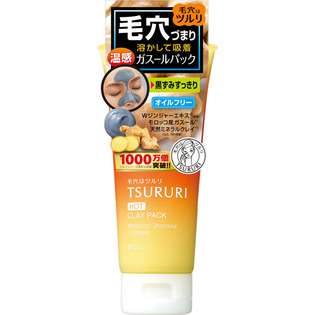 毛穴は
ツルリ
毛穴づまり
溶かして吸着
温感
ガスールパック
黒ずみすっきり
オイルフリー
Wジンジャーエキス
モロッコ産ガスール
天然ミネラルクレイ
1000万個
突破!!
TSURURI
毛穴はツルリ
TSURURI
HOT
CLAY PACK
Morocco Ghassoul
& Ginger
BCL